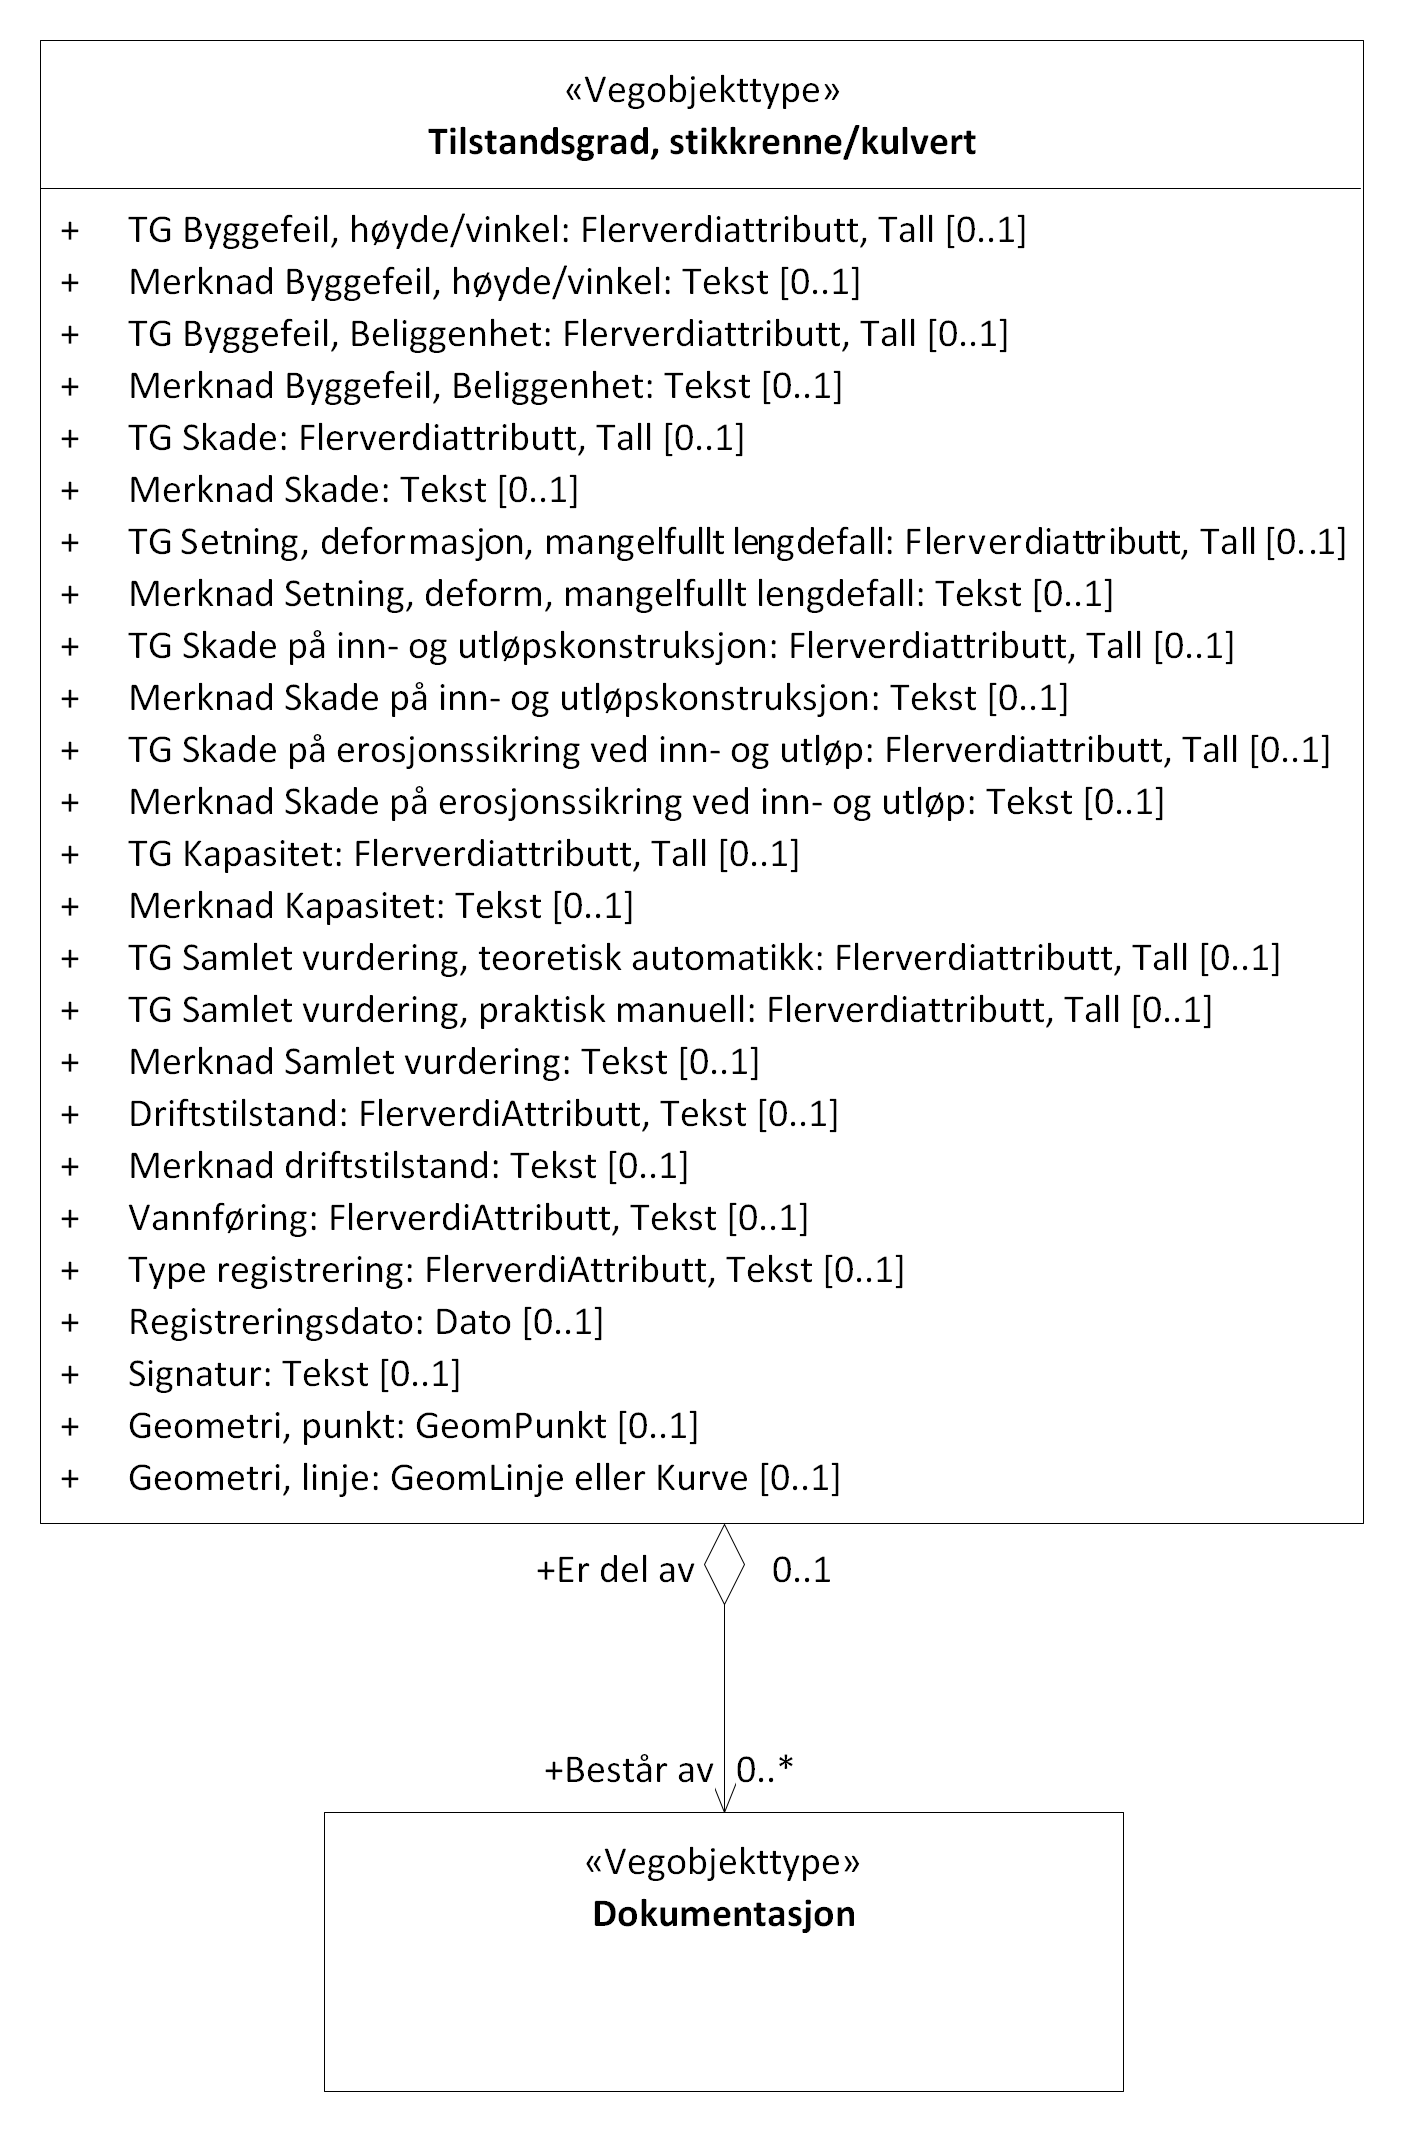 «Vegobjekttype»
Tilstandsgrad, stikkrenne/kulvert
+ TG Byggefeil, høyde/vinkel: Flerverdiattributt, Tall [0..1]
+ Merknad Byggefeil, høyde/vinkel: Tekst [0..1]
+ TG Byggefeil, Beliggenhet: Flerverdiattributt, Tall [0..1]
+ Merknad Byggefeil, Beliggenhet: Tekst [0..1]
+ TG Skade: Flerverdiattributt, Tall [0..1]
+ Merknad Skade: Tekst [0..1]
+ TG Setning, deformasjon, mangelfullt lengdefall: Flerverdiattributt, Tall [0..1]
+ Merknad Setning, deform, mangelfullt lengdefall: Tekst [0..1]
+ TG Skade på inn- og utløpskonstruksjon: Flerverdiattributt, Tall [0..1]
+ Merknad Skade på inn- og utløpskonstruksjon: Tekst [0..1]
+ TG Skade på erosjonssikring ved inn- og utløp: Flerverdiattributt, Tall [0..1]
+ Merknad Skade på erosjonssikring ved inn- og utløp: Tekst [0..1]
+ TG Kapasitet: Flerverdiattributt, Tall [0..1]
+ Merknad Kapasitet: Tekst [0..1]
+ TG Samlet vurdering, teoretisk automatikk: Flerverdiattributt, Tall [0..1]
+ TG Samlet vurdering, praktisk manuell: Flerverdiattributt, Tall [0..1]
+ Merknad Samlet vurdering: Tekst [0..1]
+ Driftstilstand: FlerverdiAttributt, Tekst [0..1]
+ Merknad driftstilstand: Tekst [0..1]
+ Vannføring: FlerverdiAttributt, Tekst [0..1]
+ Type registrering: FlerverdiAttributt, Tekst [0..1]
+ Registreringsdato: Dato [0..1]
+ Signatur: Tekst [0..1]
+ Geometri, punkt: GeomPunkt [0..1]
+ Geometri, linje: GeomLinje eller Kurve [0..1]
+Er del av 0..1
+Består av 0..*
«Vegobjekttype»
Dokumentasjon